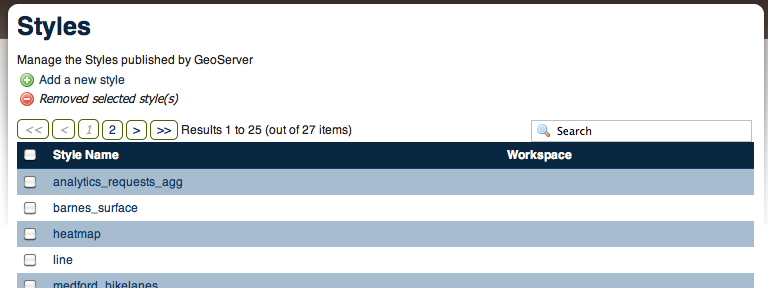 Styles
Manage the Styles published by GeoServer
Add a new style
Removed selected style(s)
<< < 1 2 > >> Results 1 to 25 (out of 27 items) Search
Style Name Workspace
analytics_requests_agg
barnes_surface
heatmap
line
medford_bikelanes